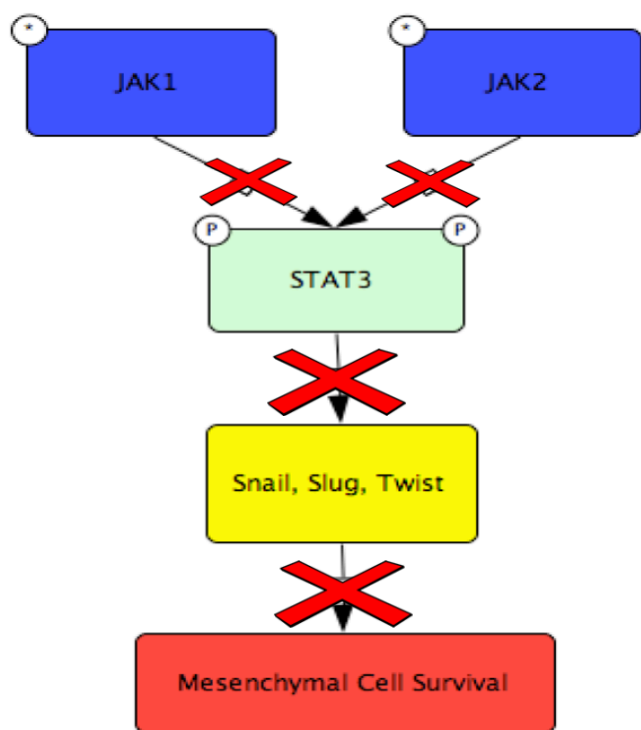 *
*
JAK1
JAK2
P
P
STAT3
Snail, Slug, Twist
Mesenchymal Cell Survival